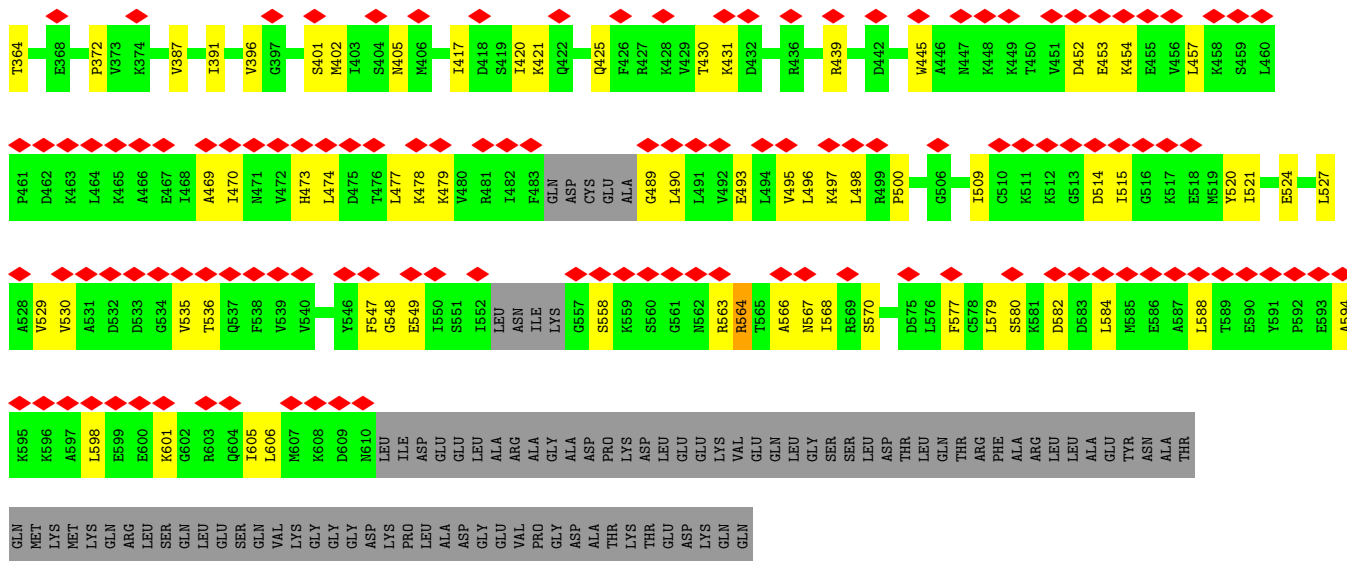 T364 E368 P372 V373 K374 V387 I391 V396 G397 S401 M402 I403 S404 N405 M406 I417 D418 S419 I420 K421 Q422 Q425 F426 R427 K428 V429 T430 K431 D432 R436 R439 D442 W445 A446 N447 K448 K449 T450 V451 D452 E453 K454 E455 V456 L457 K458 S459 L460
P461 D462 K463 L464 K465 A466 E467 I468 A469 I470 N471 V472 H473 L474 D475 T476 L477 K478 K479 V480 R481 I482 F483 GLN ASP CYS GLU ALA G489 L490 L491 V492 E493 L494 V495 L496 K497 L498 R499 P500 G506 I509 C510 K511 K512 G513 D514 I515 G516 K517 E518 M519 Y520 I521 E524 L527
A528 V529 V530 A531 D532 D533 G534 V535 T536 Q537 F538 V539 V540 Y546 F547 G548 E549 I550 S551 I552 LEU ASN ILE LYS G557 S558 K559 S560 G561 N562 R563 R564 T565 A566 N567 I568 R569 S570 D575 L576 F577 C578 L579 S580 K581 D582 D583 L584 M585 E586 A587 L588 T589 E590 Y591 P592 E593 A594
K595 K596 A597 L598 E599 E600 K601 G602 R603 Q604 I605 L606 M607 K608 D609 N610 LEU ILE ASP GLU GLU LEU ALA ARG ALA GLY ALA ASP PRO LYS ASP LEU GLU GLU LYS VAL GLU GLN LEU GLY SER SER LEU ASP THR LEU GLN THR ARG PHE ALA ARG LEU LEU ALA GLU TYR ASN ALA THR
GLN MET LYS MET LYS GLN ARG LEU SER GLN LEU GLU SER GLN VAL LYS GLY GLY GLY ASP LYS PRO LEU ALA ASP GLY GLU VAL PRO GLY ASP ALA THR LYS THR GLU ASP LYS GLN GLN